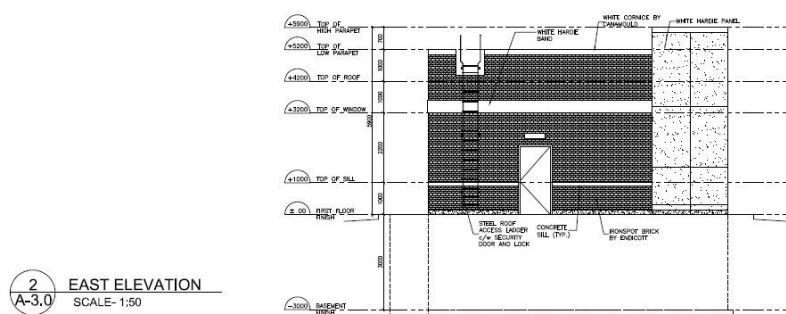 +5900 TOP OF
HIGH PARAPET
+5200 TOP OF
LOW PARAPET
+4200 TOP OF ROOF
+3200 TOP OF WINDOW
+1000 TOP OF SILL
± 00 FIRST FLOOR
FINISH
-3000 BASEMENT
FINISH
700
1000
1000
2200
1000
5900
3000
WHITE HARDIE
BAND
WHITE CORNICE BY
CANAMOULD
WHITE HARDIE PANEL
STEEL ROOF
ACCESS LADDER
c/w SECURITY
DOOR AND LOCK
CONCRETE
SILL (TYP.)
IRONSPOT BRICK
BY ENDICOTT
2
A-3.0
EAST ELEVATION
SCALE- 1:50